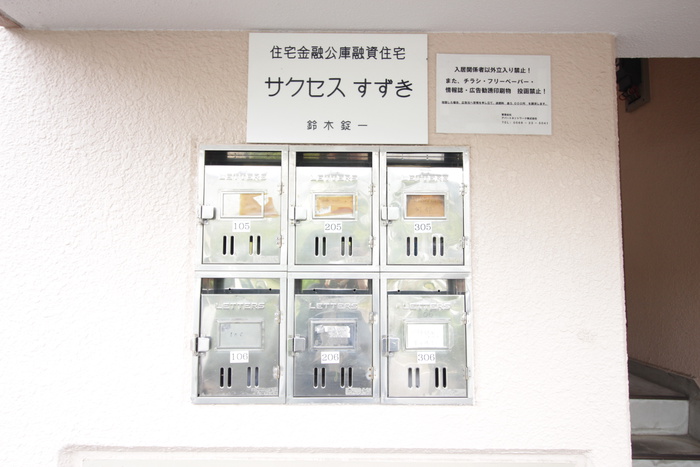 住宅金融公庫融資住宅
サクセス すずき
鈴木錠一
入居関係者以外立入り禁止！
また、チラシ・フリーペーパー・
情報誌・広告勧誘印刷物　投函禁止！
105
205
305
LETTERS
LETTERS
LETTERS
106
206
306